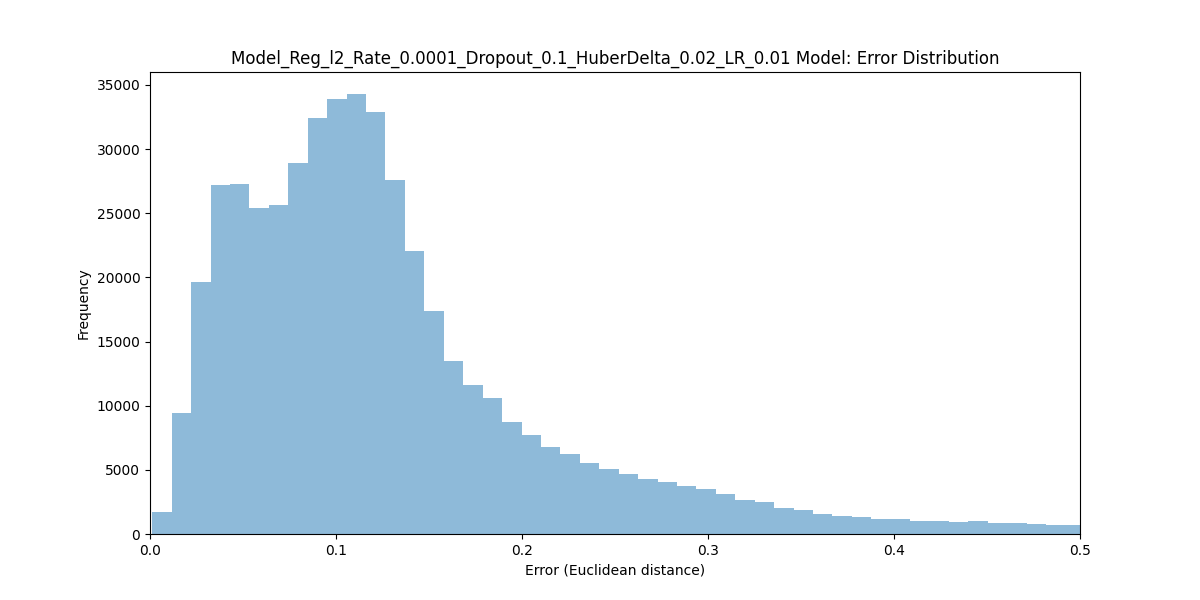 Model_Reg_l2_Rate_0.0001_Dropout_0.1_HuberDelta_0.02_LR_0.01 Model: Error Distribution
Frequency
35000
30000
25000
20000
15000
10000
5000
0
0.0 0.1 0.2 0.3 0.4 0.5
Error (Euclidean distance)